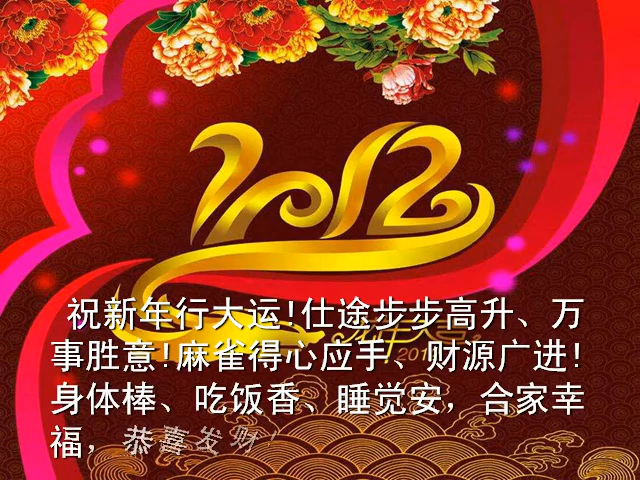 2012
祝新年行大运!仕途步步高升、万
事胜意!麻雀得心应手、财源广进!
身体棒、吃饭香、睡觉安，合家幸
福，恭喜发财!